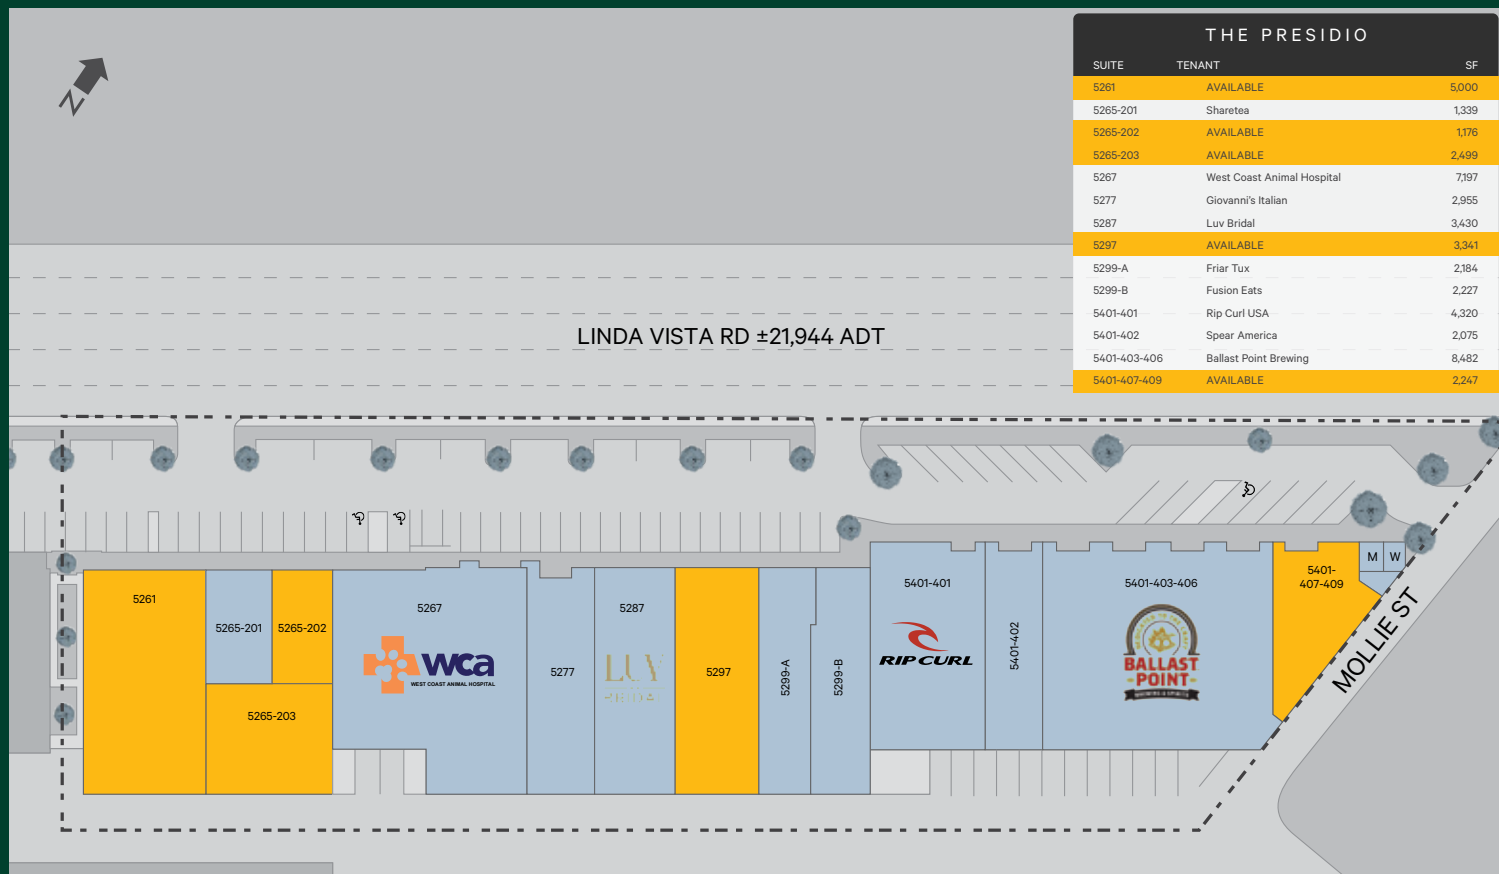 THE PRESIDIO
SUITE TENANT SF
5261 AVAILABLE 5,000
5265-201 Sharetea 1,339
5265-202 AVAILABLE 1,176
5265-203 AVAILABLE 2,499
5267 West Coast Animal Hospital 7,197
5277 Giovanni's Italian 2,955
5287 Luv Bridal 3,430
5297 AVAILABLE 3,341
5299-A Friar Tux 2,184
5299-B Fusion Eats 2,227
5401-401 Rip Curl USA 4,320
5401-402 Spear America 2,075
5401-403-406 Ballast Point Brewing 8,482
5401-407-409 AVAILABLE 2,247
N
LINDA VISTA RD ±21,944 ADT
5261
5265-201
5265-202
5265-203
5267
wca
WEST COAST ANIMAL HOSPITAL
5277
5287
LUV
BRIDAL
5297
5299-A
5299-B
5401-401
RIP CURL
5401-402
5401-403-406
BALLAST
POINT
5401-
407-409
M W
MOLLIE ST